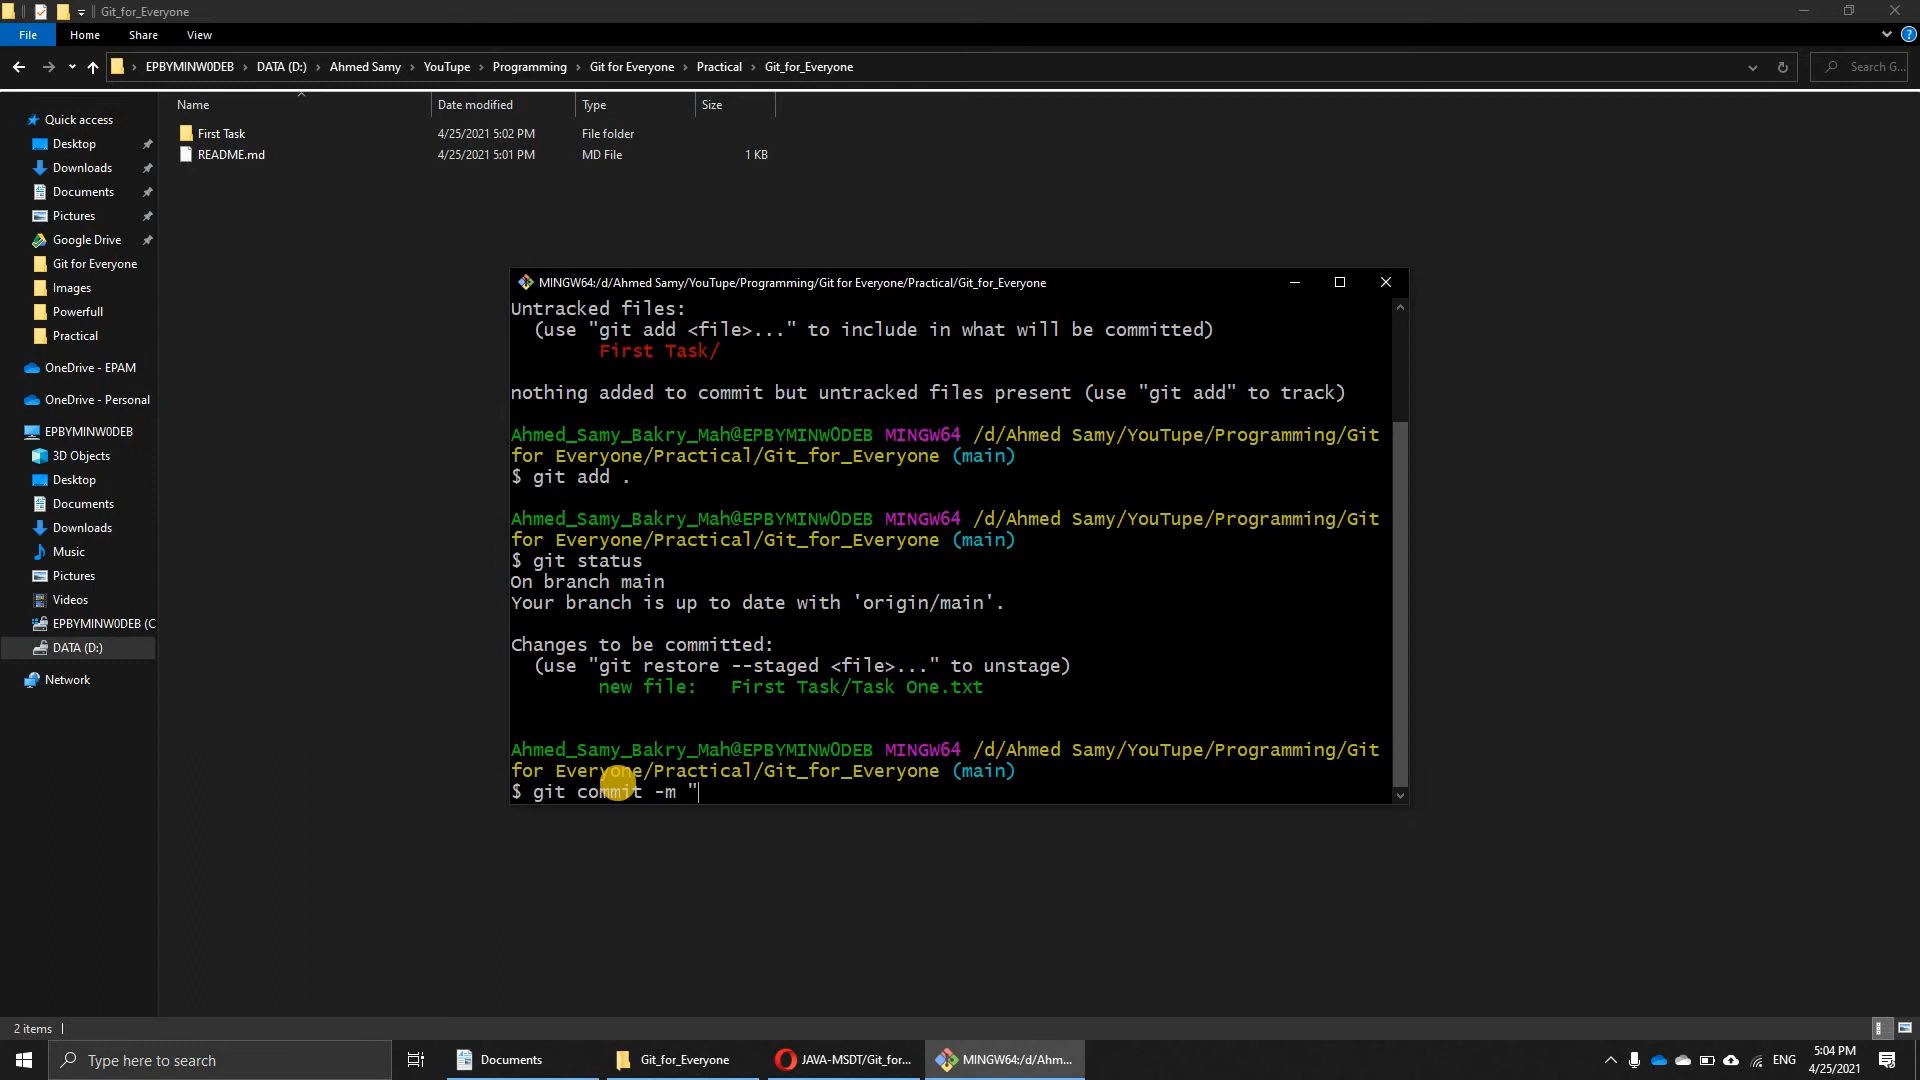 Git_for_Everyone
File Home Share View
EPBYMINW0DEB DATA (D:) Ahmed Samy YouTupe Programming Git for Everyone Practical Git_for_Everyone
Search G...
Name Date modified Type Size
First Task 4/25/2021 5:02 PM File folder
README.md 4/25/2021 5:01 PM MD File 1 KB
Quick access
Desktop
Downloads
Documents
Pictures
Google Drive
Git for Everyone
Images
Powerfull
Practical
OneDrive - EPAM
OneDrive - Personal
EPBYMINW0DEB
3D Objects
Desktop
Documents
Downloads
Music
Pictures
Videos
EPBYMINW0DEB (C
DATA (D:)
Network
MINGW64:/d/Ahmed Samy/YouTupe/Programming/Git for Everyone/Practical/Git_for_Everyone
Untracked files:
(use "git add <file>..." to include in what will be committed)
First Task/
nothing added to commit but untracked files present (use "git add" to track)
Ahmed_Samy_Bakry_Mah@EPBYMINW0DEB MINGW64 /d/Ahmed Samy/YouTupe/Programming/Git
for Everyone/Practical/Git_for_Everyone (main)
$ git add .
Ahmed_Samy_Bakry_Mah@EPBYMINW0DEB MINGW64 /d/Ahmed Samy/YouTupe/Programming/Git
for Everyone/Practical/Git_for_Everyone (main)
$ git status
On branch main
Your branch is up to date with 'origin/main'.
Changes to be committed:
(use "git restore --staged <file>..." to unstage)
new file: First Task/Task One.txt
Ahmed_Samy_Bakry_Mah@EPBYMINW0DEB MINGW64 /d/Ahmed Samy/YouTupe/Programming/Git
for Everyone/Practical/Git_for_Everyone (main)
$ git commit -m "
2 items
Type here to search
Documents
Git_for_Everyone
JAVA-MSDT/Git_for...
MINGW64:/d/Ahm...
ENG
5:04 PM
4/25/2021